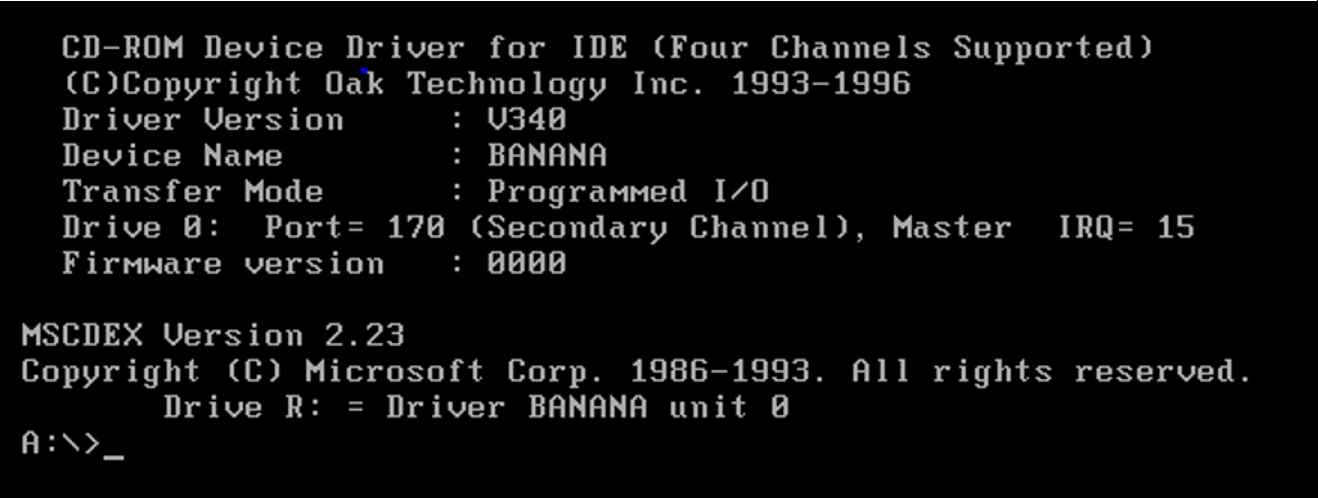 CD-ROM Device Driver for IDE (Four Channels Supported)
(C)Copyright Oak Technology Inc. 1993-1996
Driver Version : V340
Device Name : BANANA
Transfer Mode : Programmed I/O
Drive 0: Port= 170 (Secondary Channel), Master IRQ= 15
Firmware version : 0000
MSCDEX Version 2.23
Copyright (C) Microsoft Corp. 1986-1993. All rights reserved.
Drive R: = Driver BANANA unit 0
A:\>_